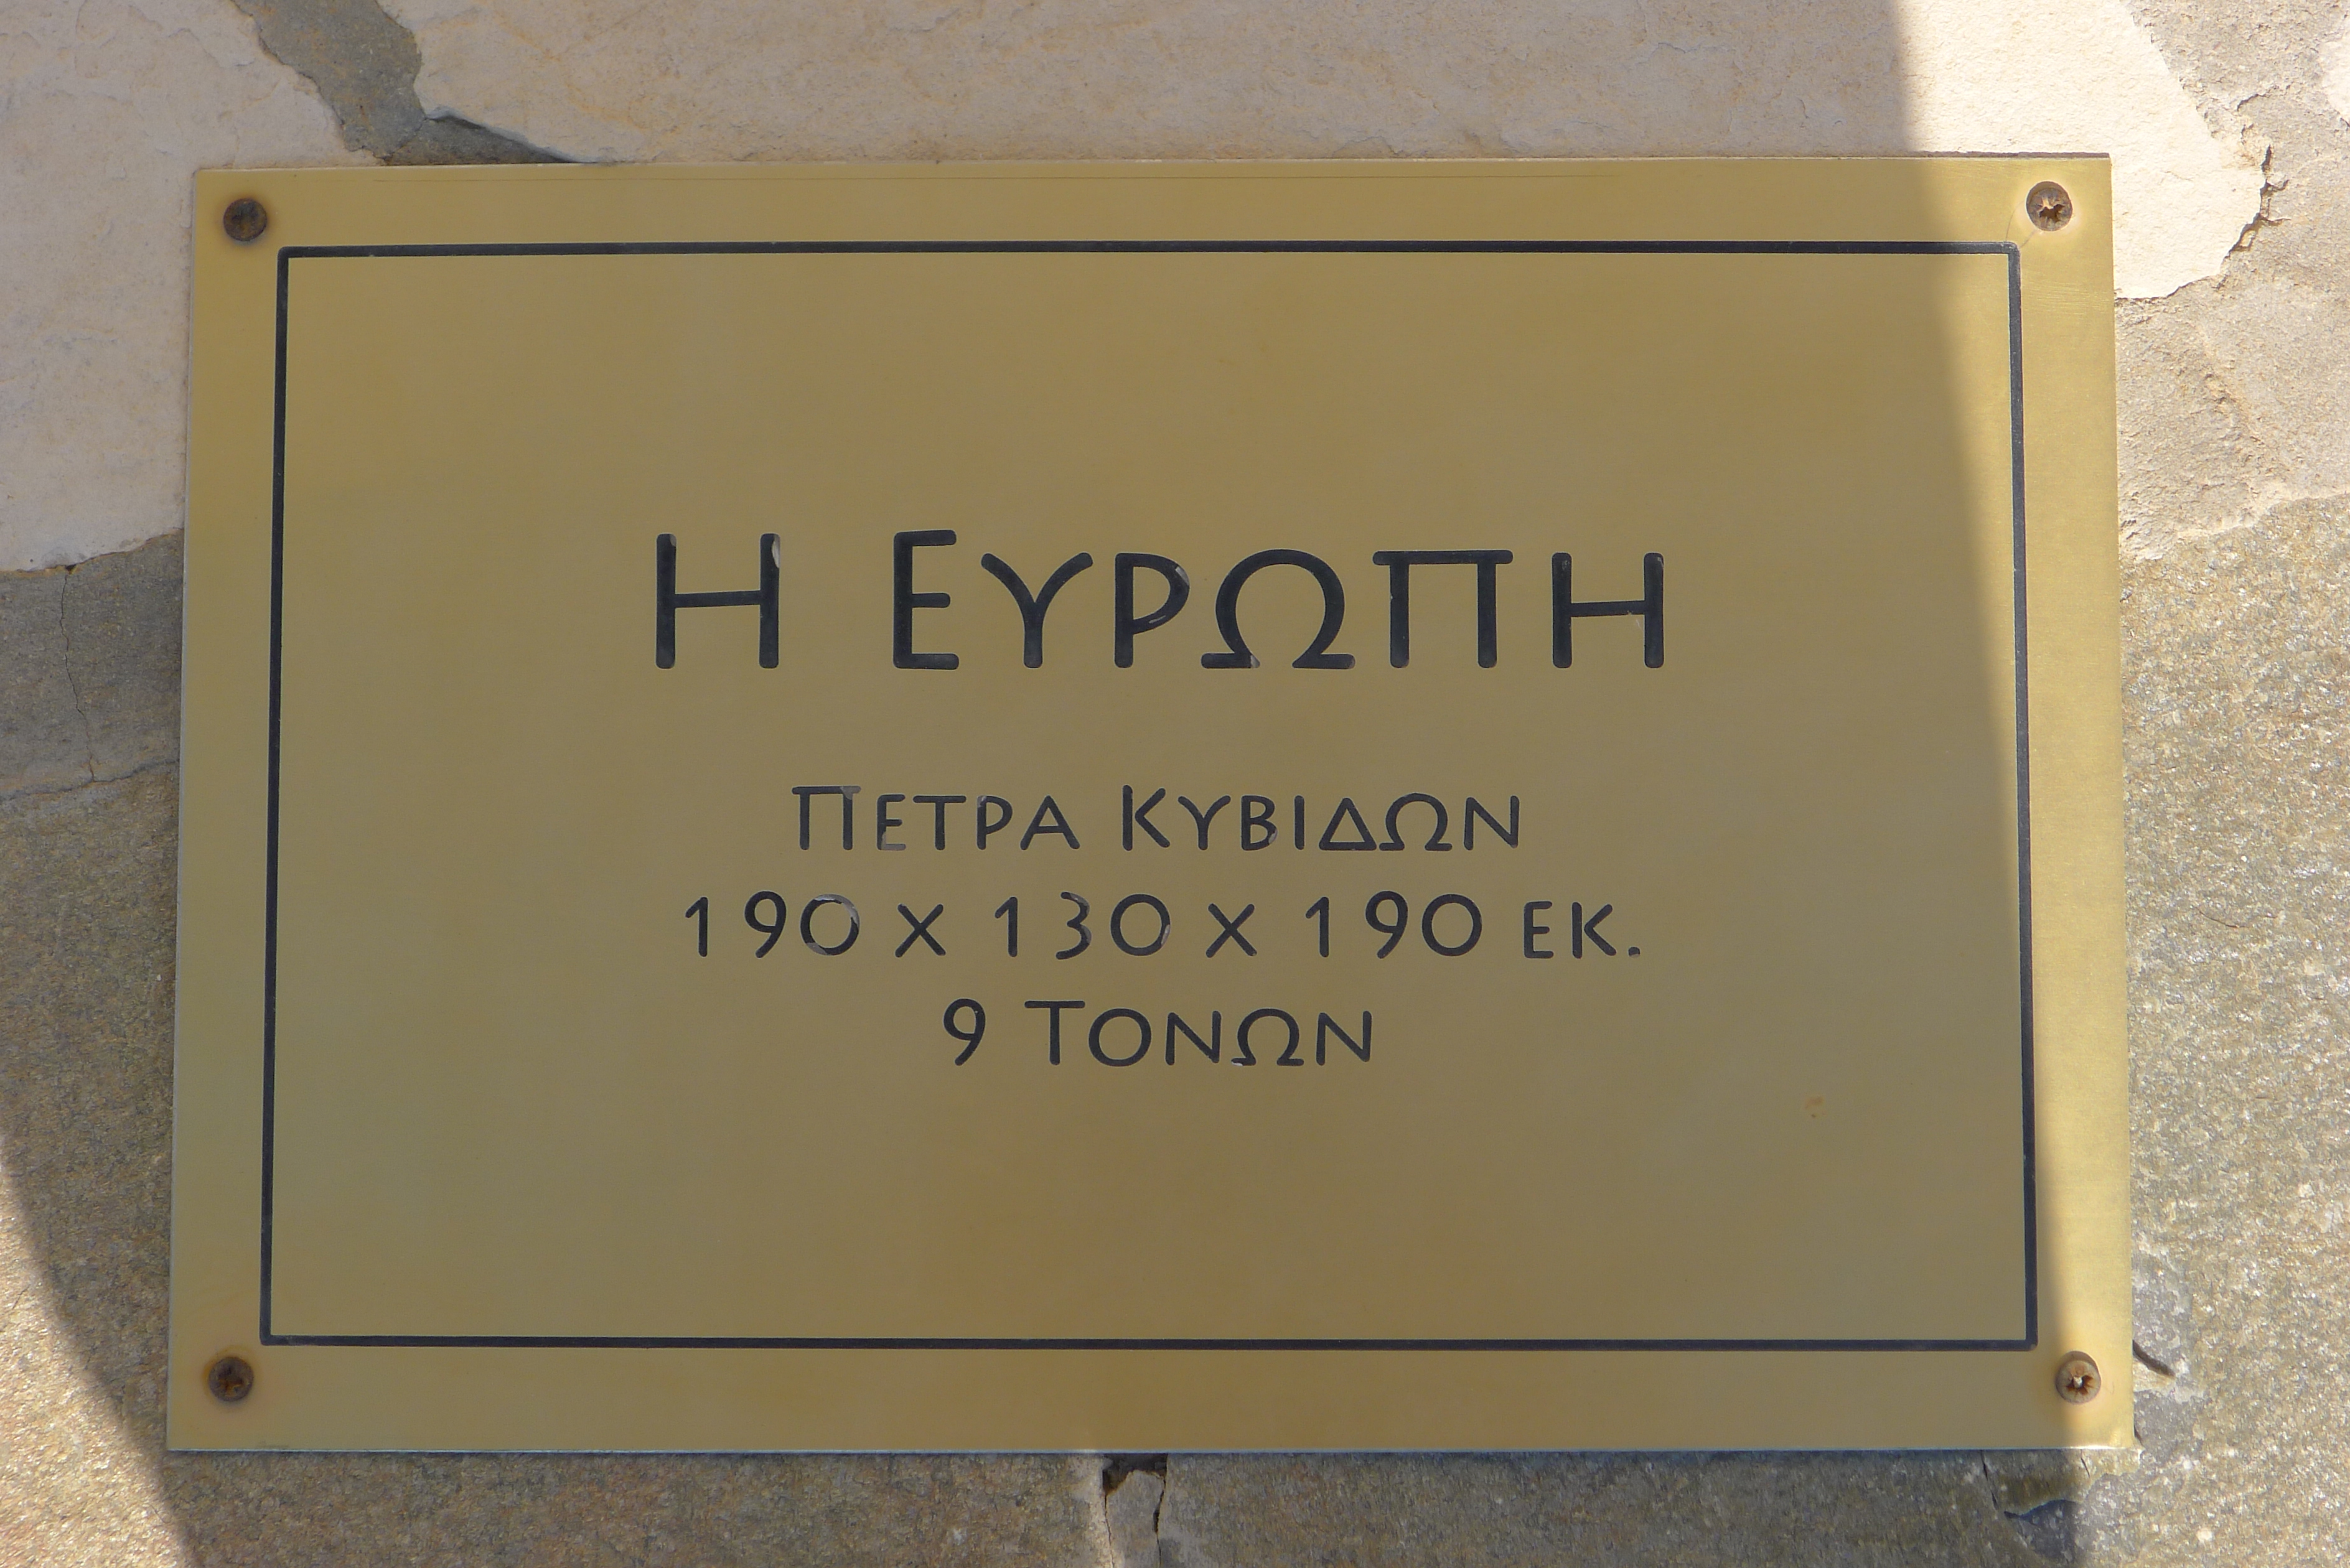 Η ΕΥΡΩΠΗ
ΠΕΤΡΑ ΚΥΒΙΔΩΝ
190 x 130 x 190 ΕΚ.
9 ΤΟΝΩΝ